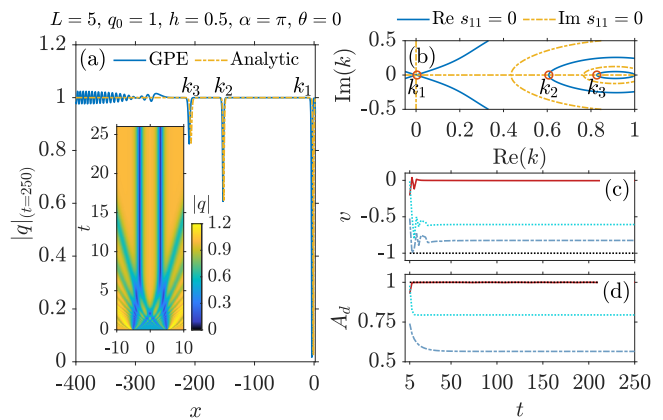 L = 5, q₀ = 1, h = 0.5, α = π, θ = 0
Re s₁₁ = 0 Im s₁₁ = 0
1.2
1
0.8
0.6
0.4
0.2
0
|q|(t=250)
(a)
GPE
Analytic
k₃
k₂
k₁
25
20
15
10
5
0
t
-10 0 10
|q|
1.2
0.9
0.6
0.3
0
-400 -300 -200 -100 0
x
0.5
0
-0.5
Im(k)
(b)
k₁
k₂
k₃
0 0.2 0.4 0.6 0.8 1
Re(k)
0
-0.5
-1
v
(c)
1
0.75
0.5
A_d
(d)
5 50 100 150 200 250
t